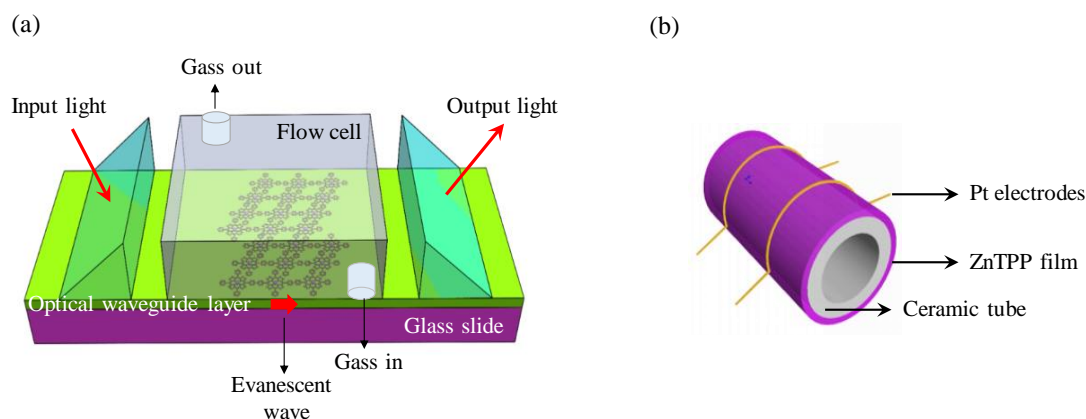 (a)
Gass out
Input light
Output light
Flow cell
Optical waveguide layer
Glass slide
Gass in
Evanescent
wave
(b)
Pt electrodes
ZnTPP film
Ceramic tube